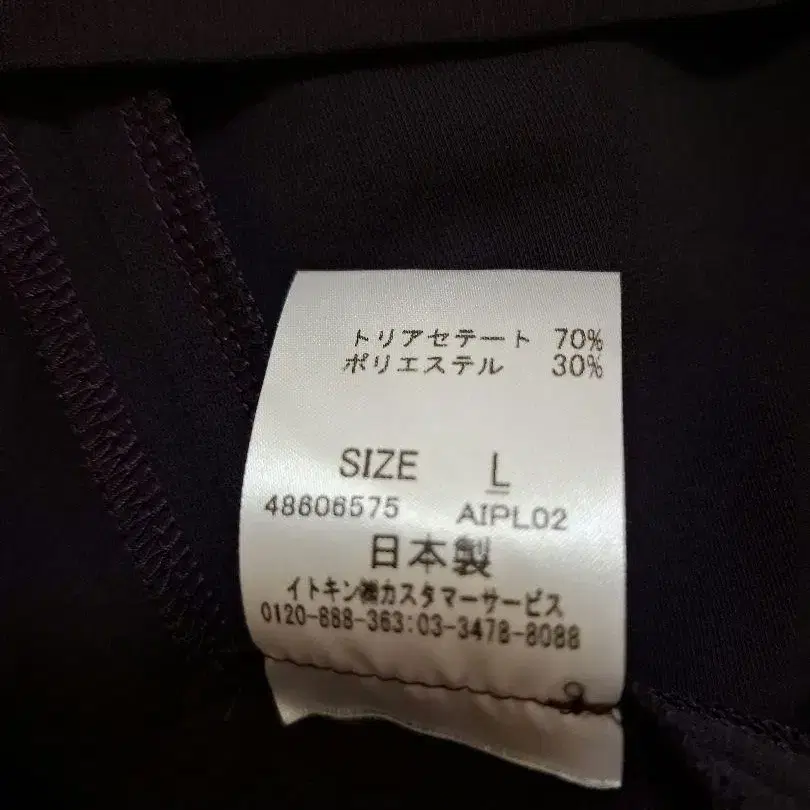 トリアセテート 70%
ポリエステル 30%
SIZE L
48606575 AIPL02
日本製
イトキン㈱カスタマーサービス
0120-888-363:03-3478-8088